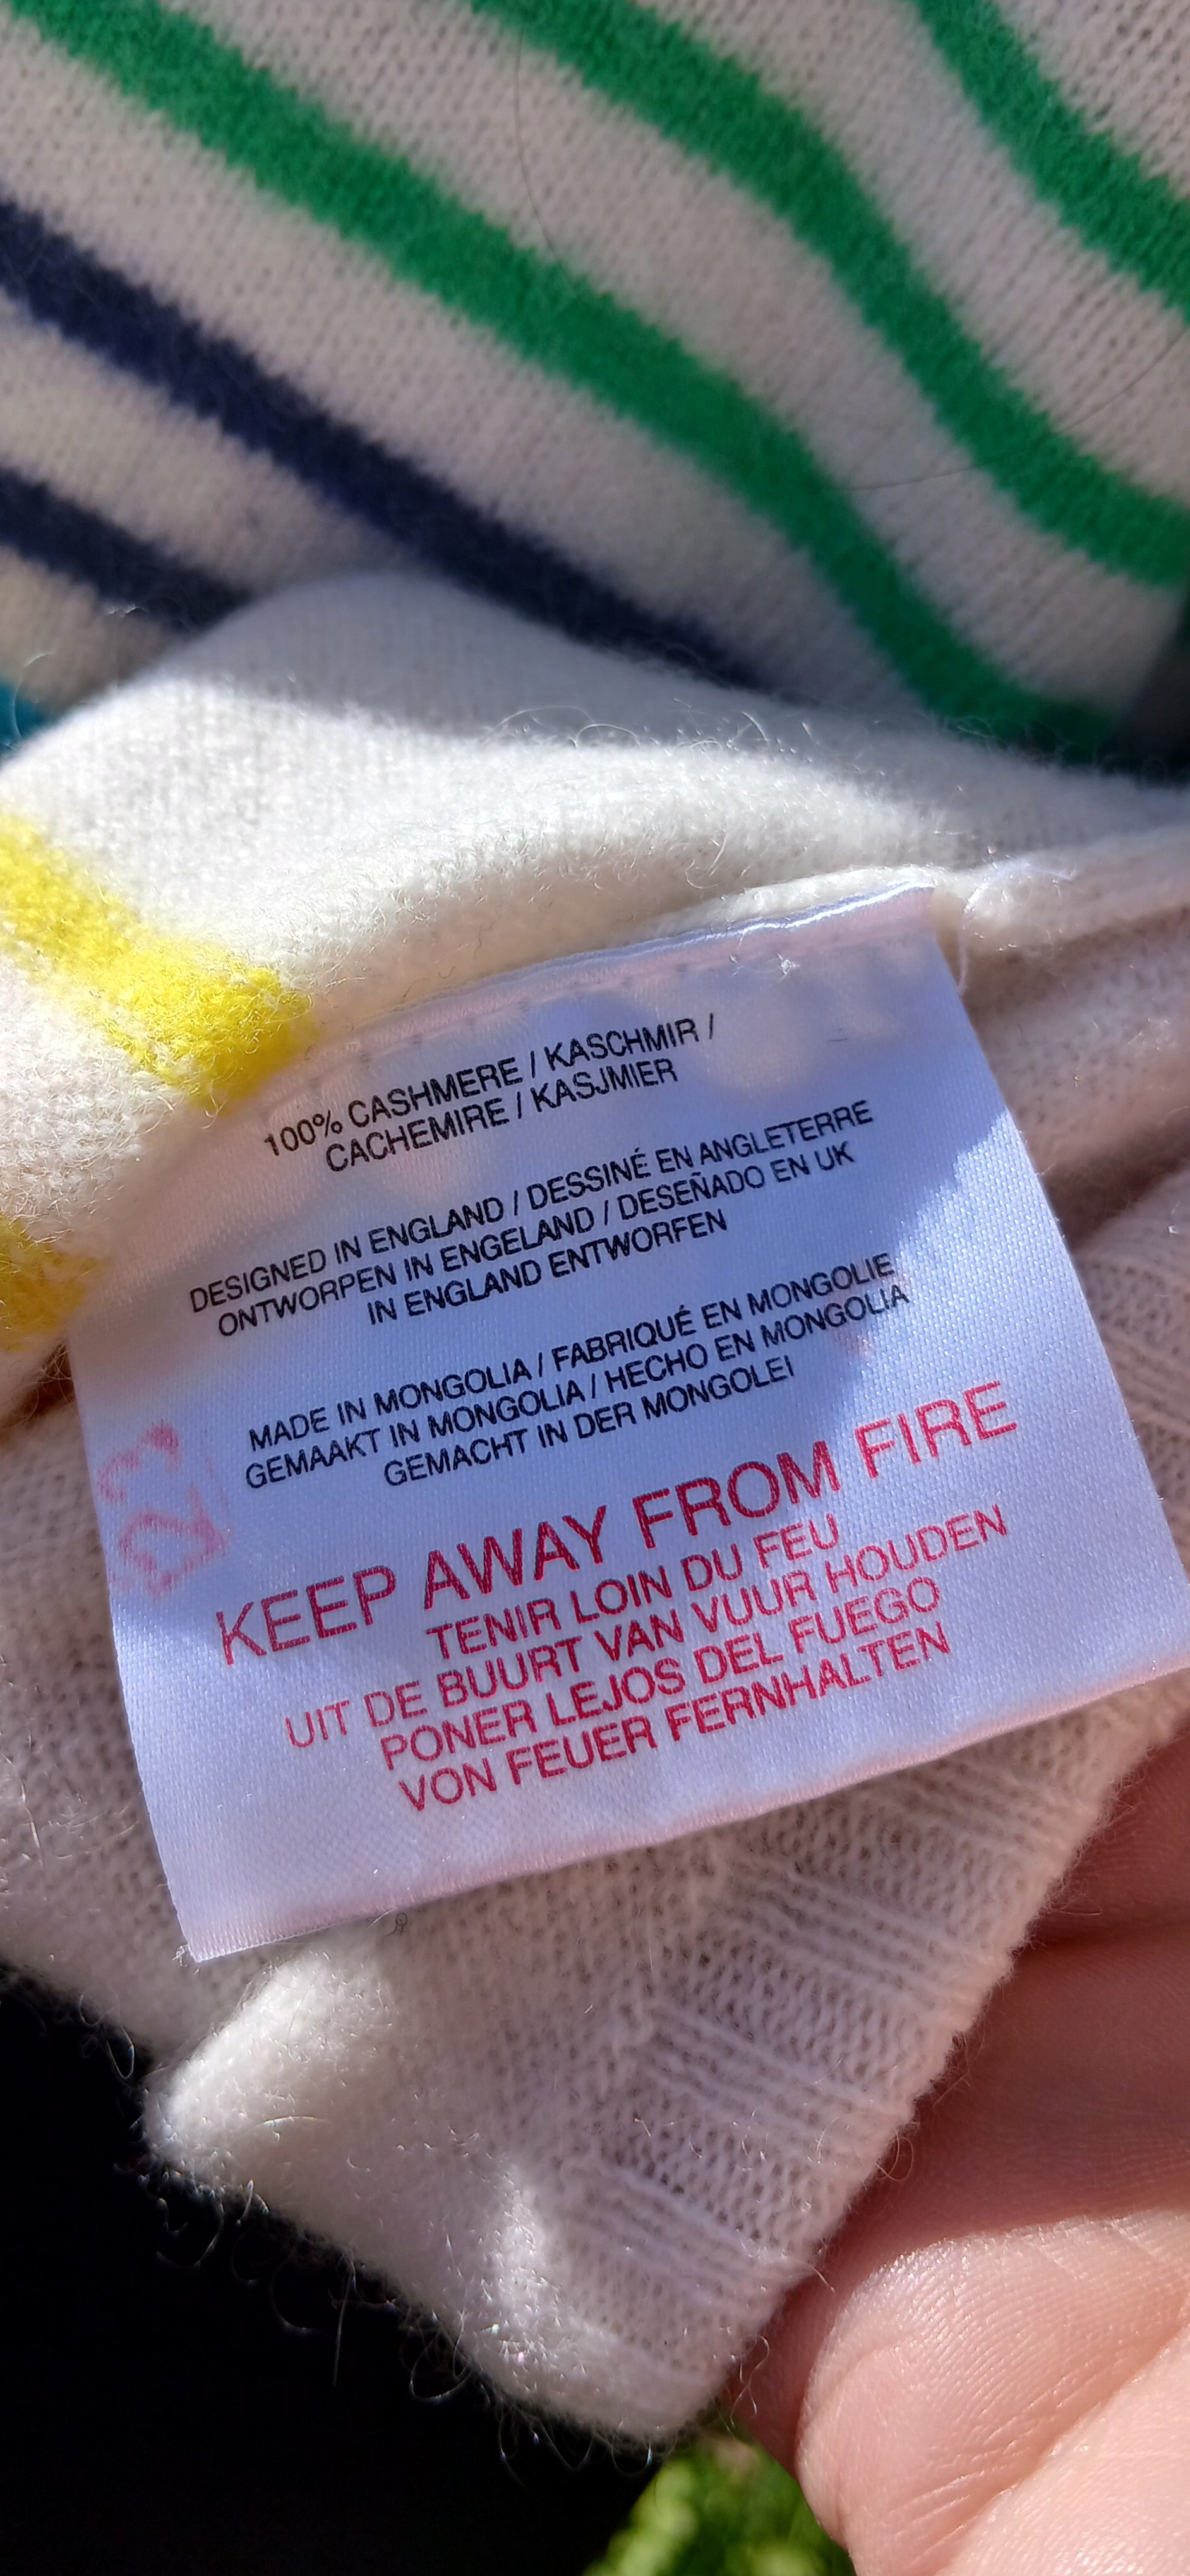 100% CASHMERE / KASCHMIR /
CACHEMIRE / KASJMIER
DESIGNED IN ENGLAND / DESSINÉ EN ANGLETERRE
ONTWORPEN IN ENGELAND / DESEÑADO EN UK
IN ENGLAND ENTWORFEN
MADE IN MONGOLIA / FABRIQUÉ EN MONGOLIE
GEMAAKT IN MONGOLIA / HECHO EN MONGOLIA
GEMACHT IN DER MONGOLEI
KEEP AWAY FROM FIRE
TENIR LOIN DU FEU
UIT DE BUURT VAN VUUR HOUDEN
PONER LEJOS DEL FUEGO
VON FEUER FERNHALTEN